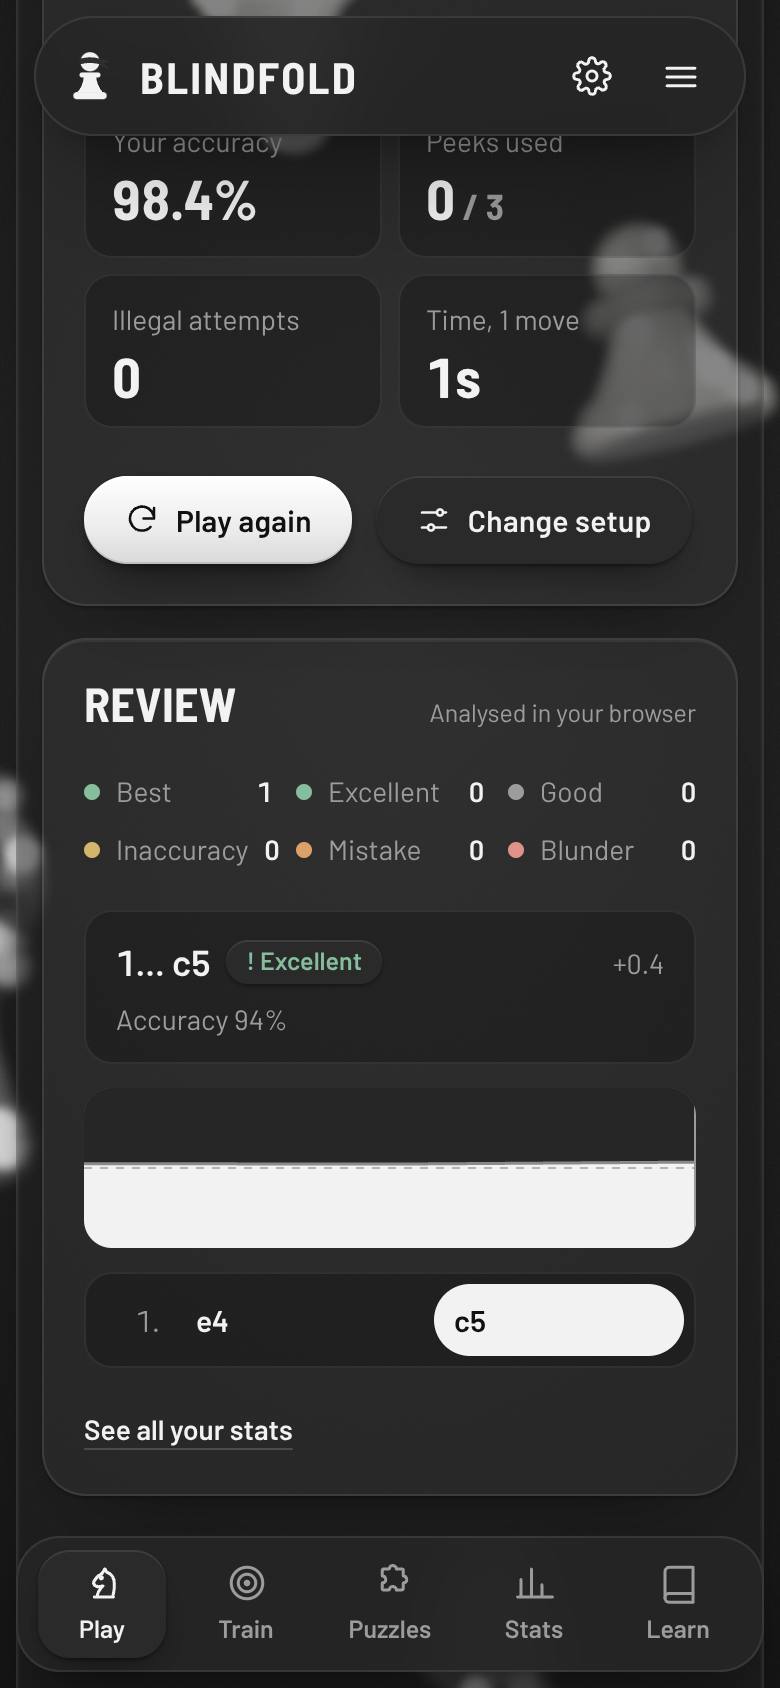 BLINDFOLD
Your accuracy
Peeks used
98.4%
0 / 3
Illegal attempts
Time, 1 move
0
1s
Play again
Change setup
REVIEW
Analysed in your browser
Best 1
Excellent 0
Good 0
Inaccuracy 0
Mistake 0
Blunder 0
1... c5
! Excellent
+0.4
Accuracy 94%
1. e4 c5
See all your stats
Play
Train
Puzzles
Stats
Learn